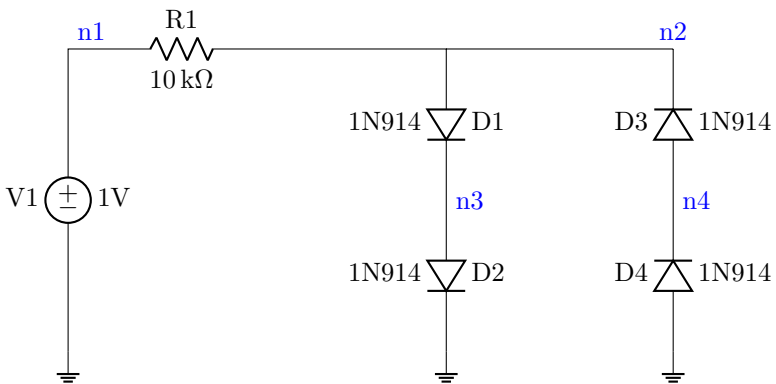 n1
R1
n2
10 kΩ
1N914 D1
D3 1N914
V1
+
−
1V
n3
n4
1N914 D2
D4 1N914